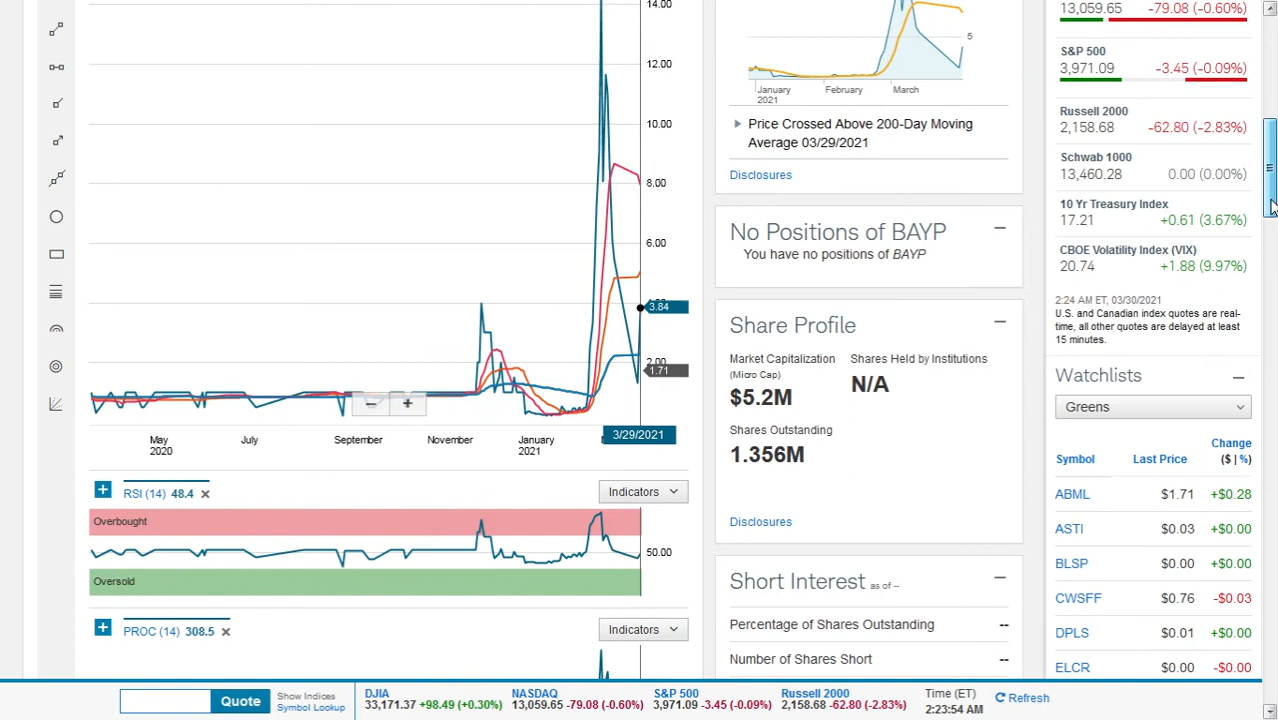 14.00
12.00
10.00
8.00
6.00
3.84
2.00
1.71
May
2020
July
September
November
January
2021
3/29/2021
RSI (14) 48.4
Indicators
Overbought
50.00
Oversold
PROC (14) 308.5
Indicators
5
January
2021
February
March
Price Crossed Above 200-Day Moving
Average 03/29/2021
Disclosures
No Positions of BAYP
You have no positions of BAYP
Share Profile
Market Capitalization
(Micro Cap)
$5.2M
Shares Held by Institutions
N/A
Shares Outstanding
1.356M
Disclosures
Short Interest as of --
Percentage of Shares Outstanding --
Number of Shares Short --
13,059.65 -79.08 (-0.60%)
S&P 500
3,971.09 -3.45 (-0.09%)
Russell 2000
2,158.68 -62.80 (-2.83%)
Schwab 1000
13,460.28 0.00 (0.00%)
10 Yr Treasury Index
17.21 +0.61 (3.67%)
CBOE Volatility Index (VIX)
20.74 +1.88 (9.97%)
2:24 AM ET, 03/30/2021
U.S. and Canadian index quotes are real-
time, all other quotes are delayed at least
15 minutes.
Watchlists
Greens
Symbol Last Price Change
($ | %)
ABML $1.71 +$0.28
ASTI $0.03 +$0.00
BLSP $0.00 +$0.00
CWSFF $0.76 -$0.03
DPLS $0.01 +$0.00
ELCR $0.00 -$0.00
Quote
Show Indices
Symbol Lookup
DJIA
33,171.37 +98.49 (+0.30%)
NASDAQ
13,059.65 -79.08 (-0.60%)
S&P 500
3,971.09 -3.45 (-0.09%)
Russell 2000
2,158.68 -62.80 (-2.83%)
Time (ET)
2:23:54 AM
Refresh